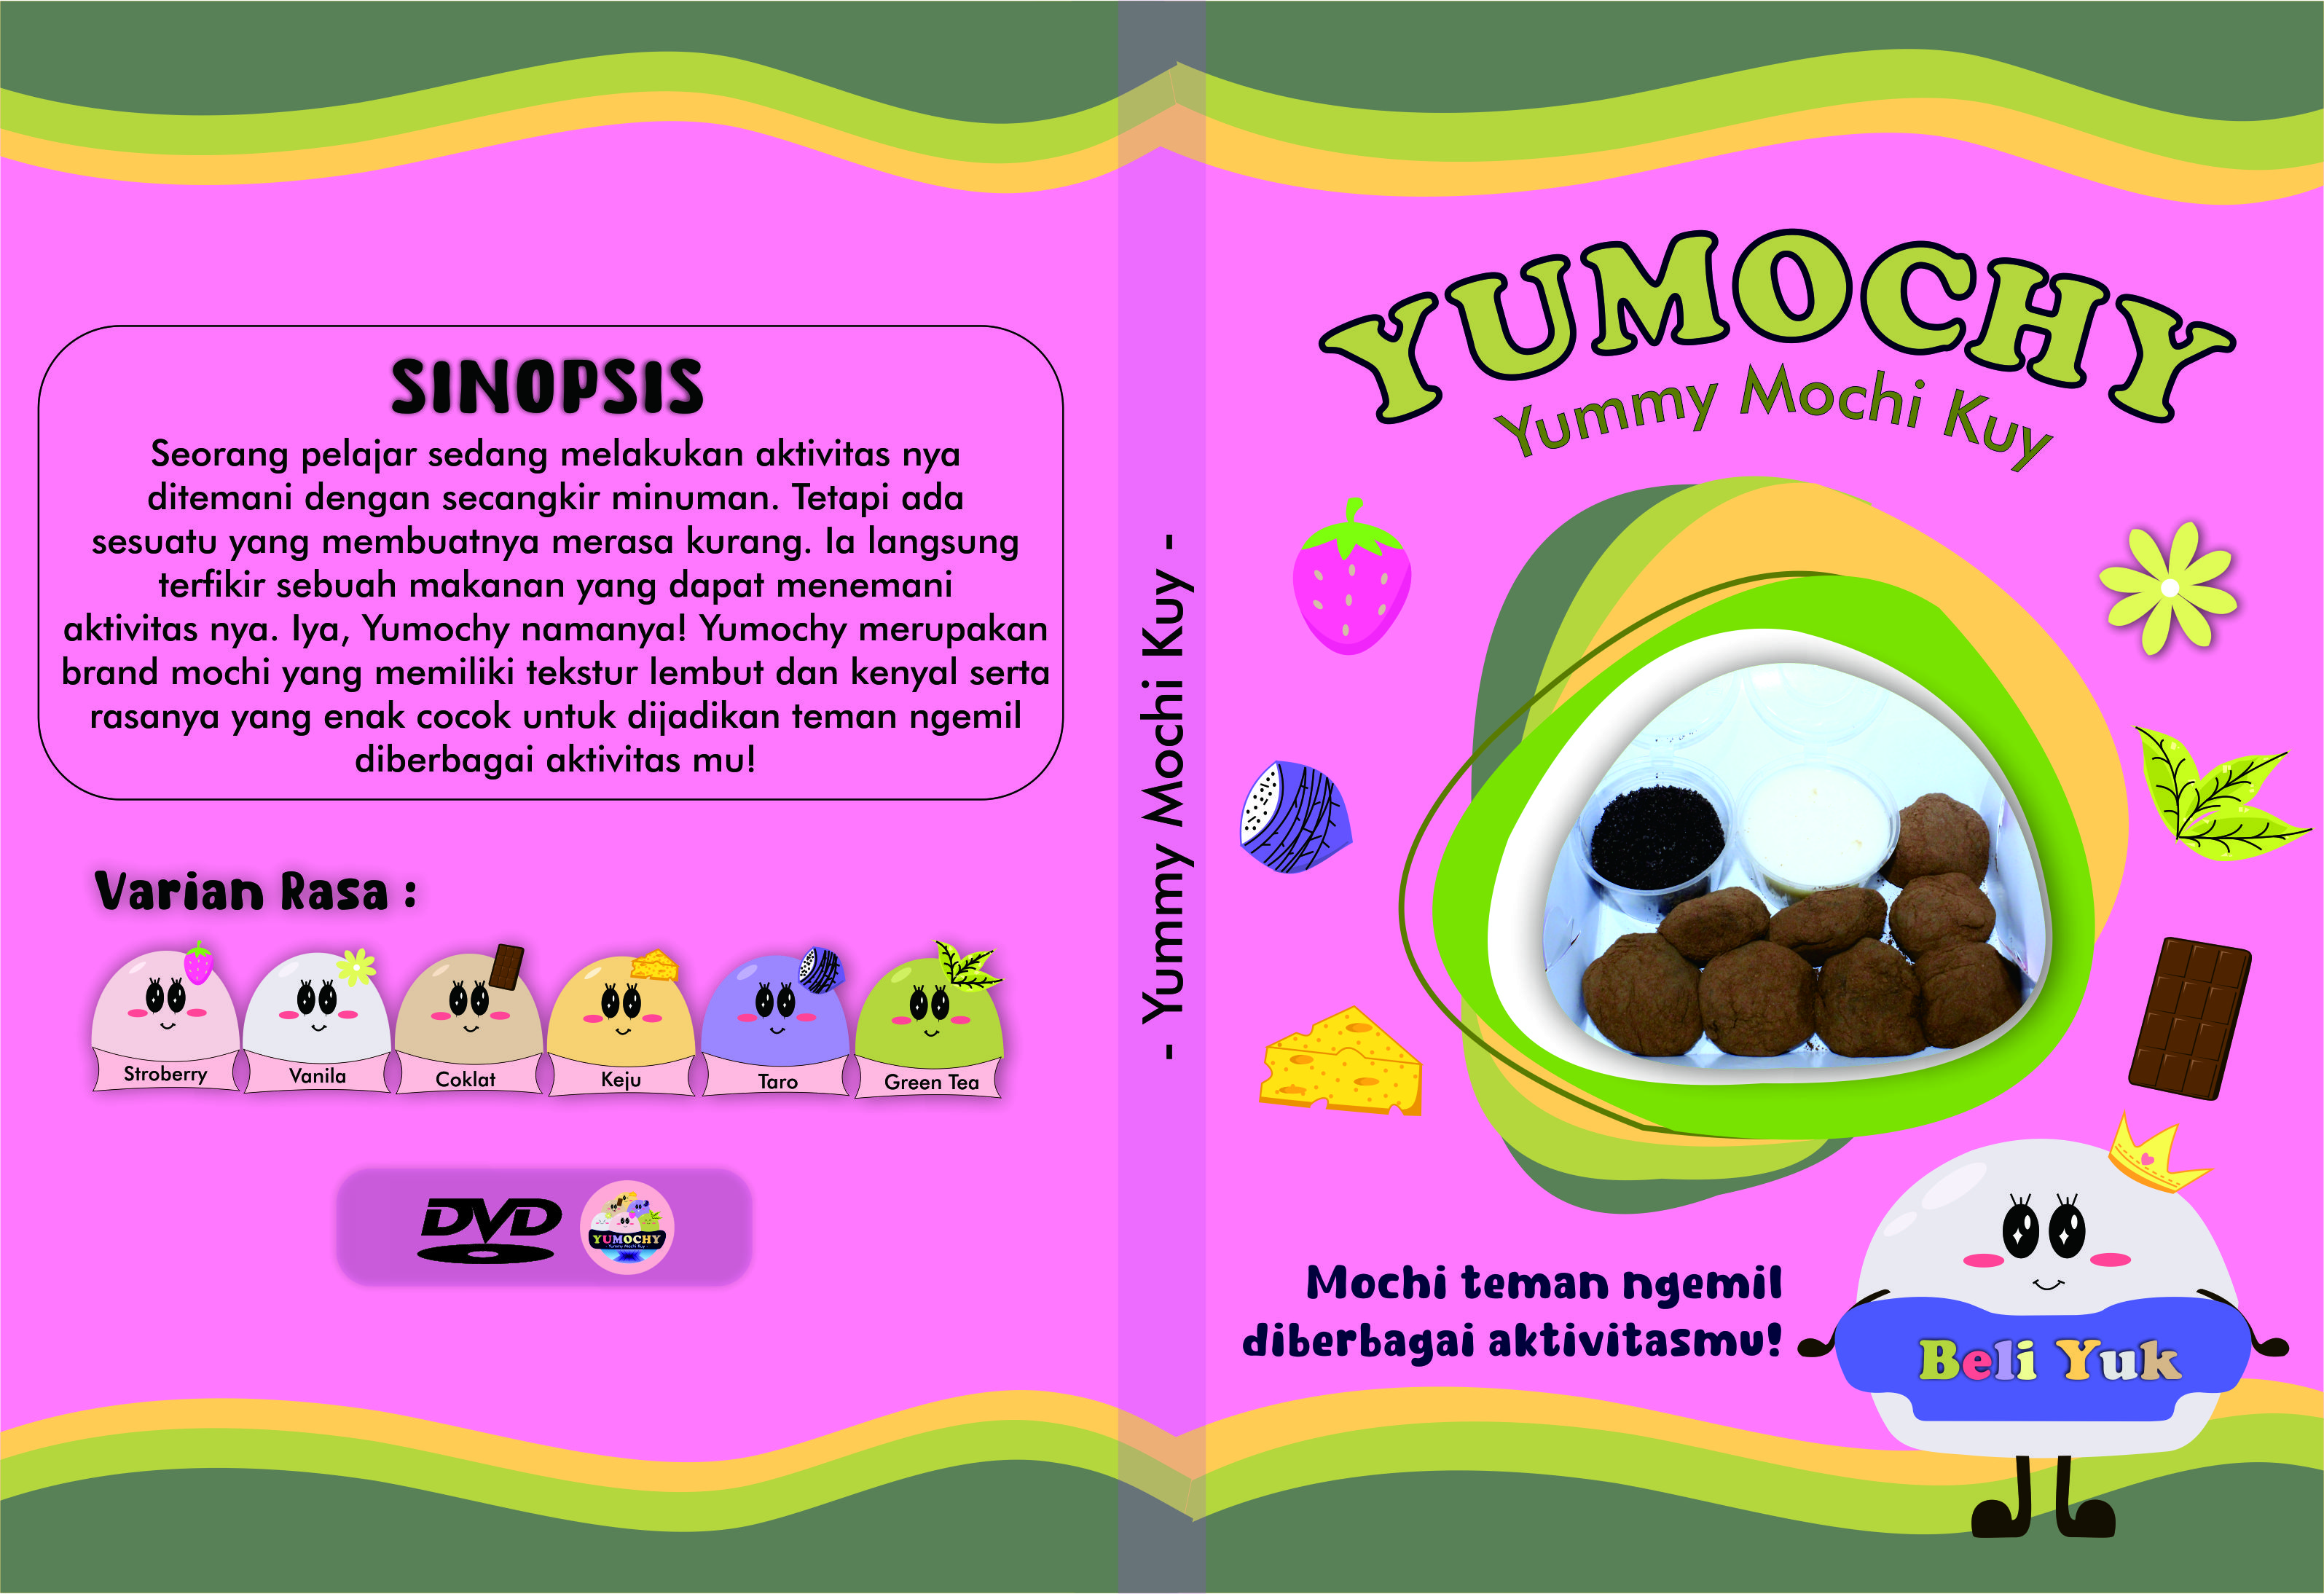 SINOPSIS
Seorang pelajar sedang melakukan aktivitas nya
ditemani dengan secangkir minuman. Tetapi ada
sesuatu yang membuatnya merasa kurang. Ia langsung
terfikir sebuah makanan yang dapat menemani
aktivitas nya. Iya, Yumochy namanya! Yumochy merupakan
brand mochi yang memiliki tekstur lembut dan kenyal serta
rasanya yang enak cocok untuk dijadikan teman ngemil
diberbagai aktivitas mu!
Varian Rasa :
Stroberry
Vanila
Coklat
Keju
Taro
Green Tea
DVD
YUMOCHY
Yummy Mochi Kuy
- Yummy Mochi Kuy -
YUMOCHY
Yummy Mochi Kuy
Mochi teman ngemil
diberbagai aktivitasmu!
Beli Yuk